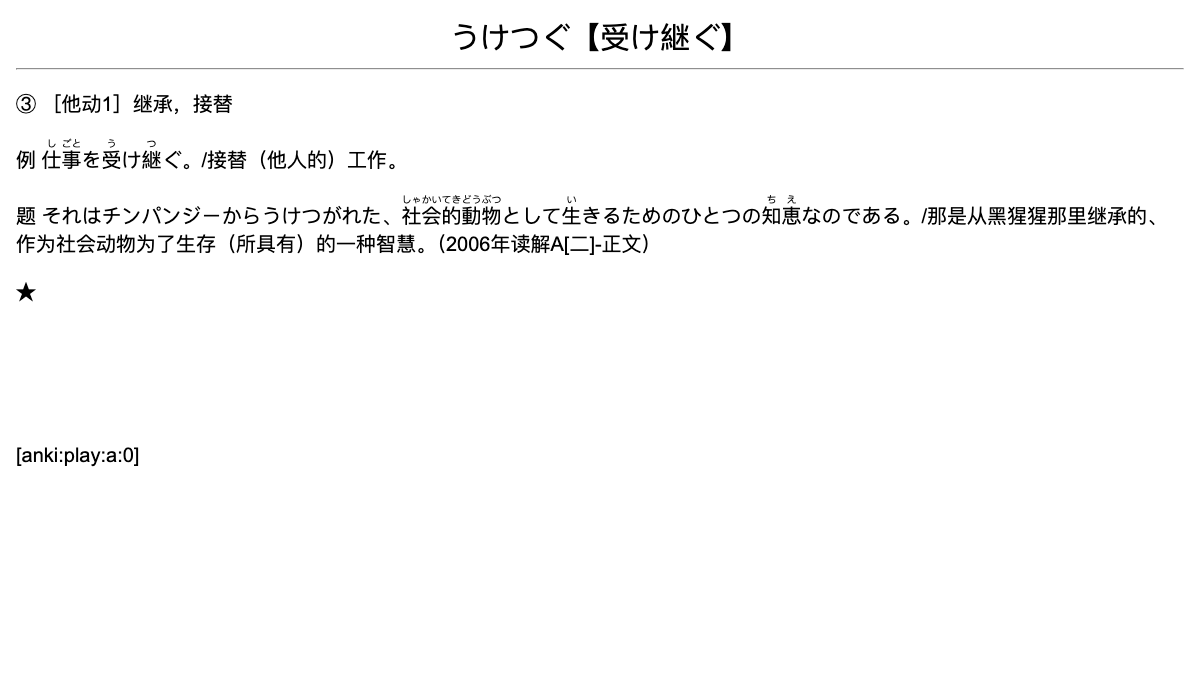 うけつぐ【受け継ぐ】
③ ［他动1］继承，接替
し ごと う つ
例 仕事を受け継ぐ。/接替（他人的）工作。
しゃかいてきどうぶつ い ち え
题 それはチンパンジーからうけつがれた、社会的動物として生きるためのひとつの知恵なのである。/那是从黑猩猩那里继承的、
作为社会动物为了生存（所具有）的一种智慧。（2006年读解A[二]-正文）
★
[anki:play:a:0]